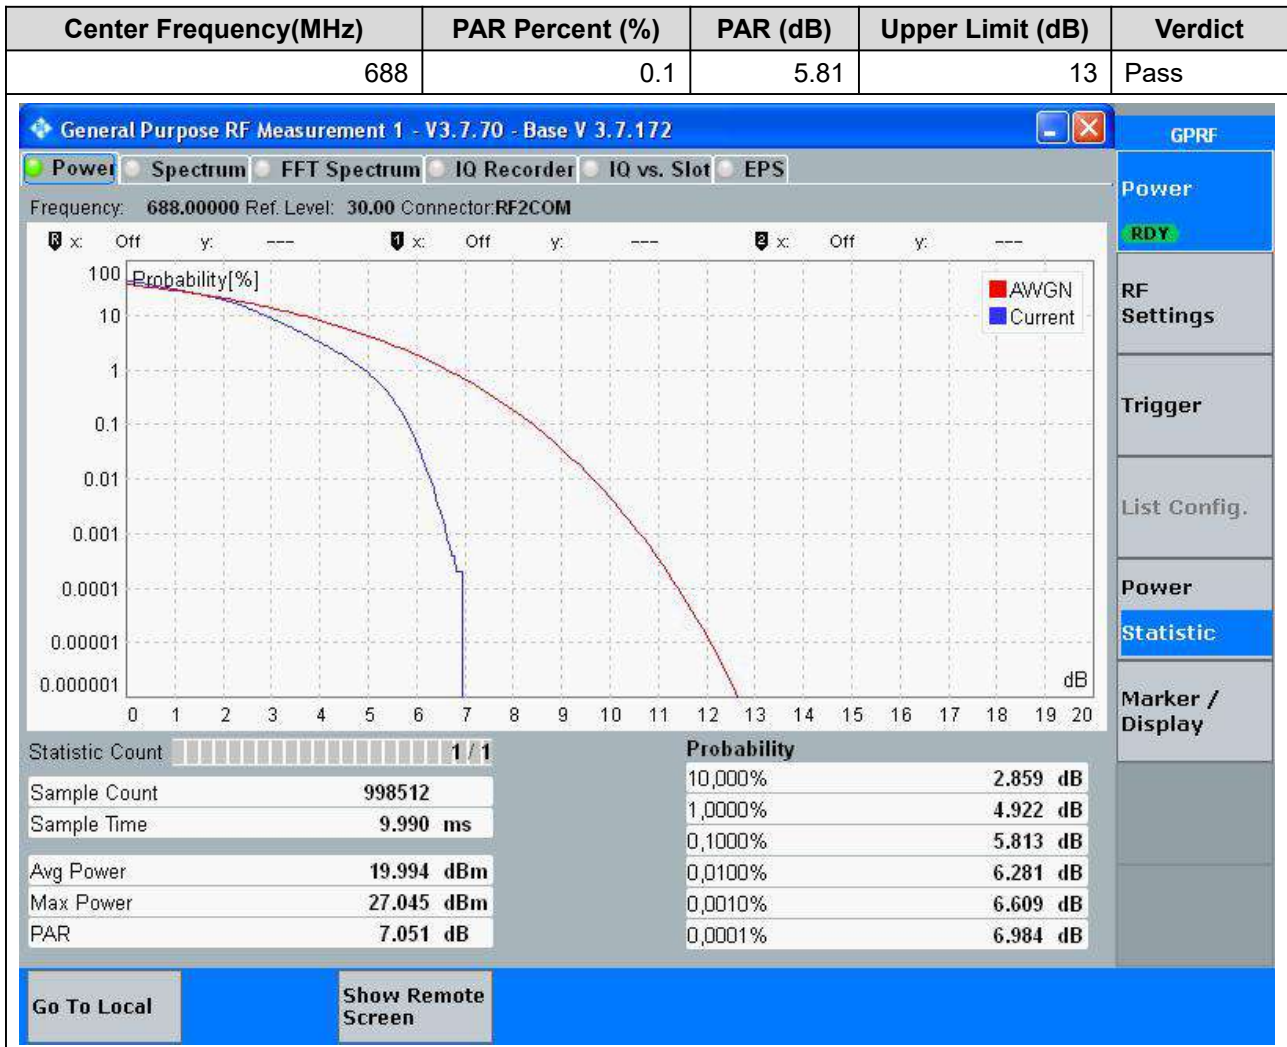 Center Frequency(MHz) PAR Percent (%) PAR (dB) Upper Limit (dB) Verdict
688 0.1 5.81 13 Pass
General Purpose RF Measurement 1 - V3.7.70 - Base V 3.7.172
GPRF
Power Spectrum FFT Spectrum IQ Recorder IQ vs. Slot EPS
Power
RDY
Frequency: 688.00000 Ref. Level: 30.00 Connector:RF2COM
R x: Off y: --- 1 x: Off y: --- 2 x: Off y: ---
Probability[%]
100
10
1
0.1
0.01
0.001
0.0001
0.00001
0.000001
AWGN
Current
dB
0 1 2 3 4 5 6 7 8 9 10 11 12 13 14 15 16 17 18 19 20
RF
Settings
Trigger
List Config.
Power
Statistic
Marker /
Display
Statistic Count 1 / 1
Sample Count 998512
Sample Time 9.990 ms
Avg Power 19.994 dBm
Max Power 27.045 dBm
PAR 7.051 dB
Probability
10,000% 2.859 dB
1,0000% 4.922 dB
0,1000% 5.813 dB
0,0100% 6.281 dB
0,0010% 6.609 dB
0,0001% 6.984 dB
Go To Local
Show Remote
Screen